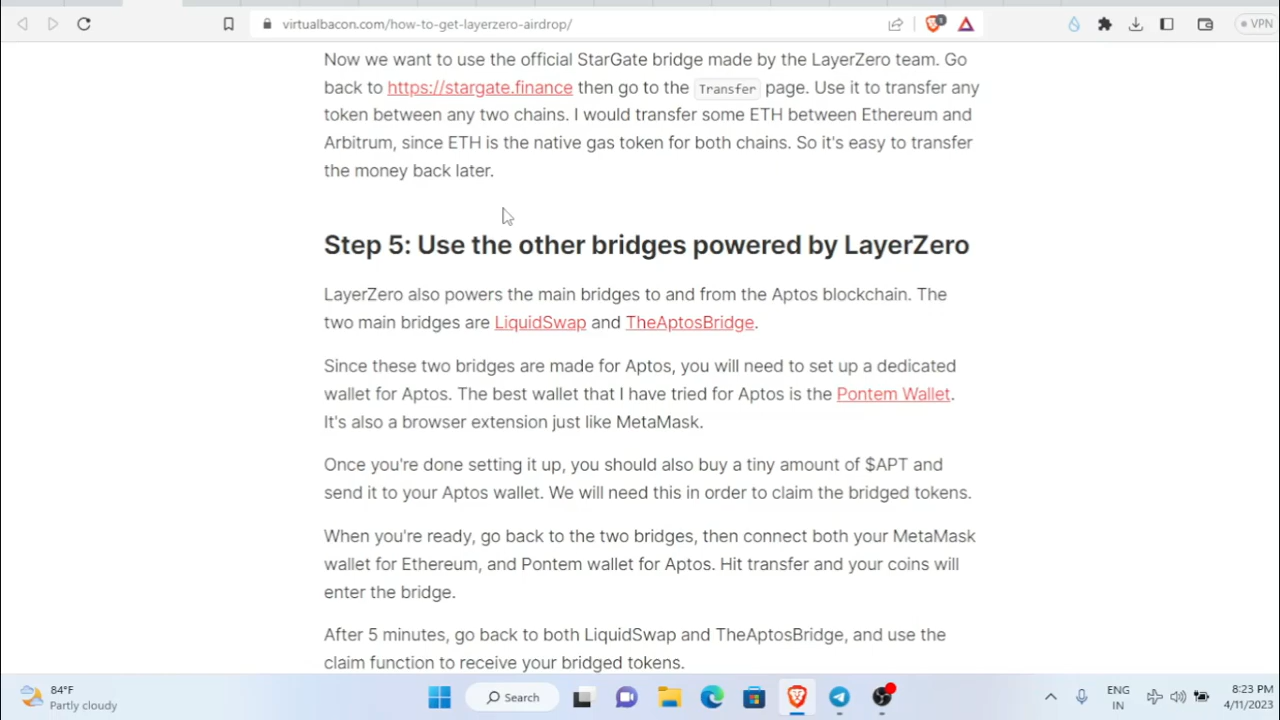 virtualbacon.com/how-to-get-layerzero-airdrop/
1
VPN
Now we want to use the official StarGate bridge made by the LayerZero team. Go
back to https://stargate.finance then go to the Transfer page. Use it to transfer any
token between any two chains. I would transfer some ETH between Ethereum and
Arbitrum, since ETH is the native gas token for both chains. So it's easy to transfer
the money back later.
Step 5: Use the other bridges powered by LayerZero
LayerZero also powers the main bridges to and from the Aptos blockchain. The
two main bridges are LiquidSwap and TheAptosBridge.
Since these two bridges are made for Aptos, you will need to set up a dedicated
wallet for Aptos. The best wallet that I have tried for Aptos is the Pontem Wallet.
It's also a browser extension just like MetaMask.
Once you're done setting it up, you should also buy a tiny amount of $APT and
send it to your Aptos wallet. We will need this in order to claim the bridged tokens.
When you're ready, go back to the two bridges, then connect both your MetaMask
wallet for Ethereum, and Pontem wallet for Aptos. Hit transfer and your coins will
enter the bridge.
After 5 minutes, go back to both LiquidSwap and TheAptosBridge, and use the
claim function to receive your bridged tokens.
84°F
Partly cloudy
Search
ENG
IN
8:23 PM
4/11/2023